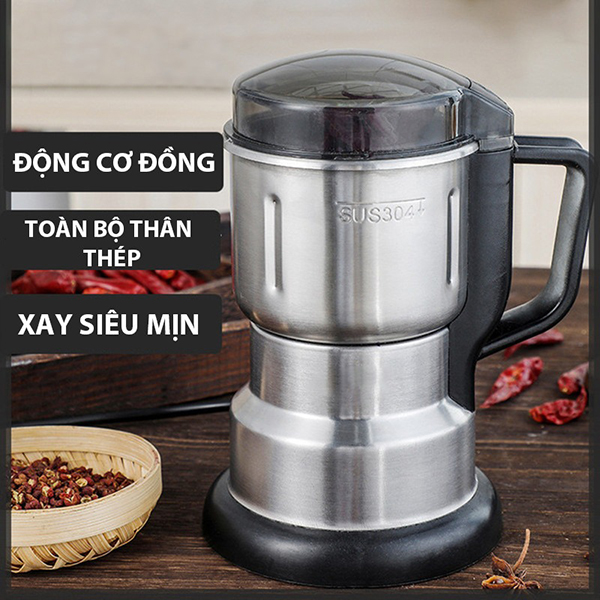 ĐỘNG CƠ ĐỒNG
TOÀN BỘ THÂN
THÉP
XAY SIÊU MỊN
SUS304